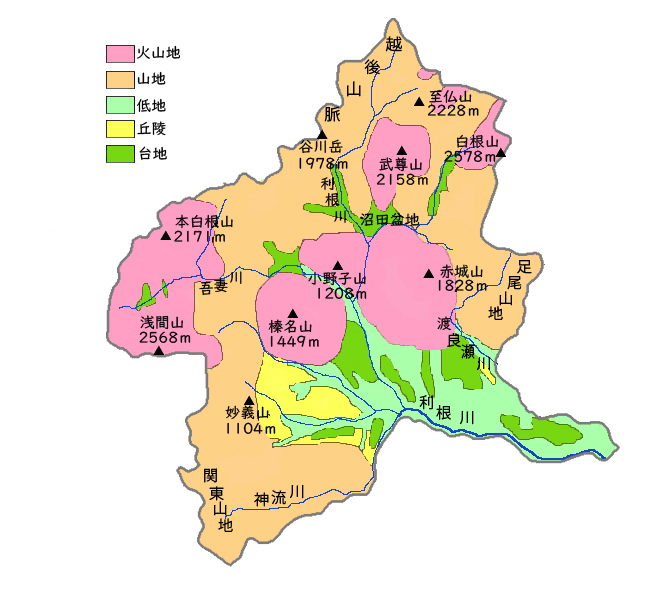 火山地
山地
低地
丘陵
台地
越後山脈
至仏山
2228m
谷川岳
1978m
白根山
2578m
武尊山
2158m
利根川
沼田盆地
本白根山
2171m
吾妻川
小野子山
1208m
赤城山
1828m
足尾山地
浅間山
2568m
榛名山
1449m
渡良瀬川
妙義山
1104m
利根川
関東山地
神流川